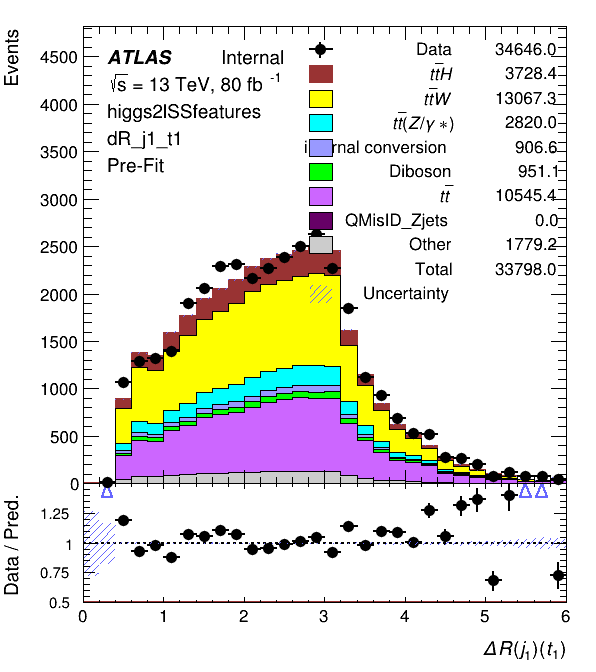 Events
4500
4000
3500
3000
2500
2000
1500
1000
500
0
ATLAS Internal
√s = 13 TeV, 80 fb⁻¹
higgs2lSSfeatures
dR_j1_t1
Pre-Fit
Data 34646.0
tt̄H 3728.4
tt̄W 13067.3
tt̄(Z/γ*) 2820.0
rnal conversion 906.6
Diboson 951.1
tt̄ 10545.4
QMisID_Zjets 0.0
Other 1779.2
Total 33798.0
Uncertainty
Data / Pred.
1.25
1
0.75
0.5
0 1 2 3 4 5 6
ΔR(j₁)(t₁)